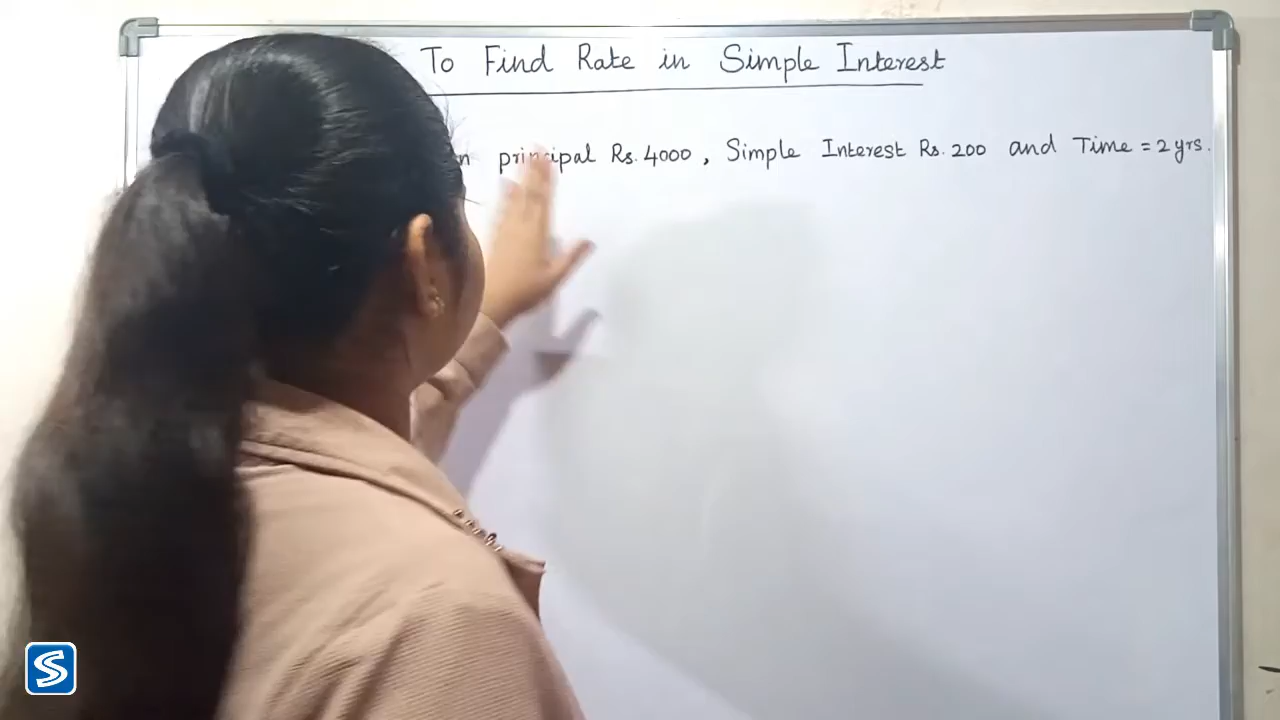 To Find Rate in Simple Interest
principal Rs. 4000, Simple Interest Rs. 200 and Time = 2 yrs.